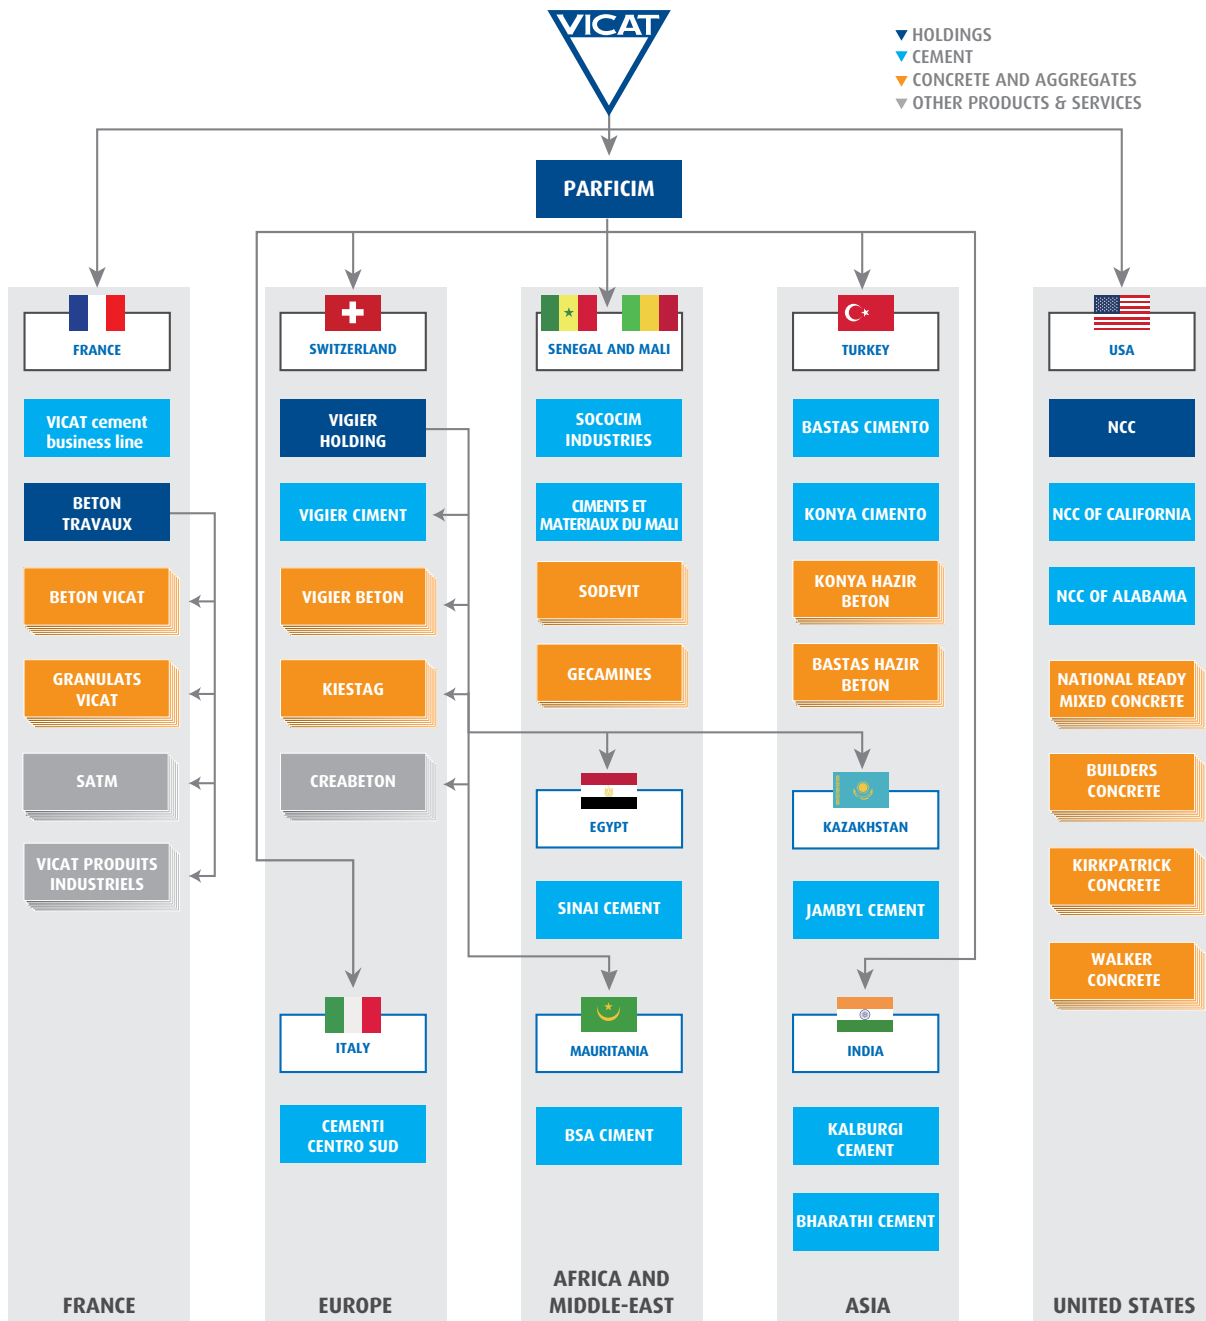 VICAT
HOLDINGS
CEMENT
CONCRETE AND AGGREGATES
OTHER PRODUCTS & SERVICES
PARFICIM
FRANCE
VICAT cement
business line
BETON
TRAVAUX
BETON VICAT
GRANULATS
VICAT
SATM
VICAT PRODUITS
INDUSTRIELS
FRANCE
SWITZERLAND
VIGIER
HOLDING
VIGIER CIMENT
VIGIER BETON
KIESTAG
CREABETON
ITALY
CEMENTI
CENTRO SUD
EUROPE
SENEGAL AND MALI
SOCOCIM
INDUSTRIES
CIMENTS ET
MATERIAUX DU MALI
SODEVIT
GECAMINES
EGYPT
SINAI CEMENT
MAURITANIA
BSA CIMENT
AFRICA AND
MIDDLE-EAST
TURKEY
BASTAS CIMENTO
KONYA CIMENTO
KONYA HAZIR
BETON
BASTAS HAZIR
BETON
KAZAKHSTAN
JAMBYL CEMENT
INDIA
KALBURGI
CEMENT
BHARATHI CEMENT
ASIA
USA
NCC
NCC OF CALIFORNIA
NCC OF ALABAMA
NATIONAL READY
MIXED CONCRETE
BUILDERS
CONCRETE
KIRKPATRICK
CONCRETE
WALKER
CONCRETE
UNITED STATES